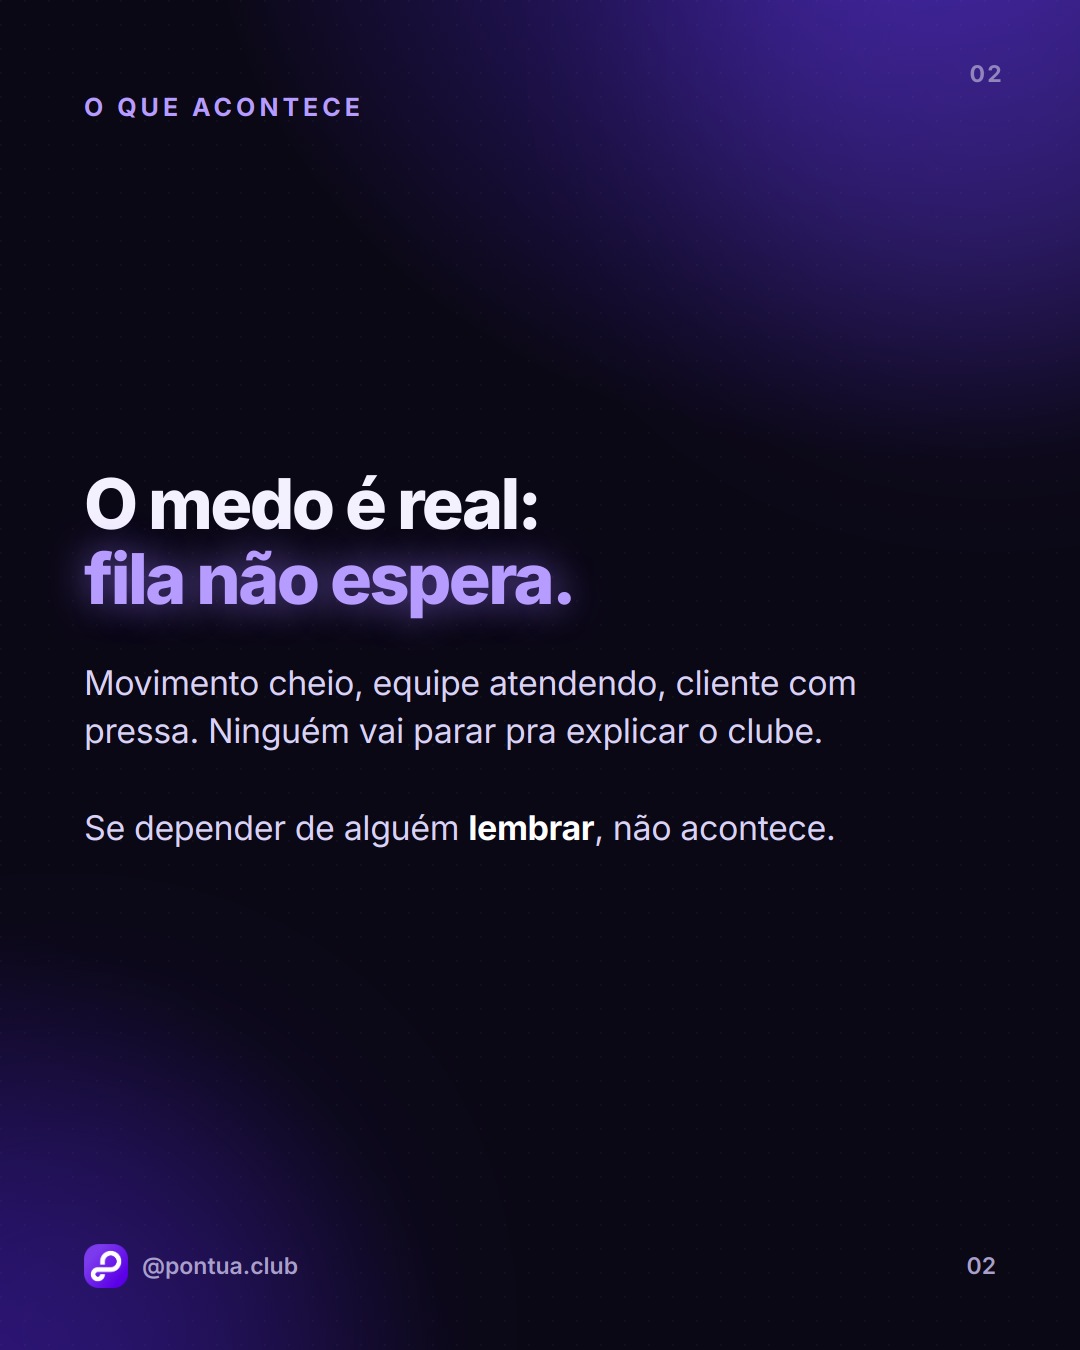 02
O QUE ACONTECE
O medo é real:
fila não espera.
Movimento cheio, equipe atendendo, cliente com
pressa. Ninguém vai parar pra explicar o clube.
Se depender de alguém lembrar, não acontece.
@pontua.club
02